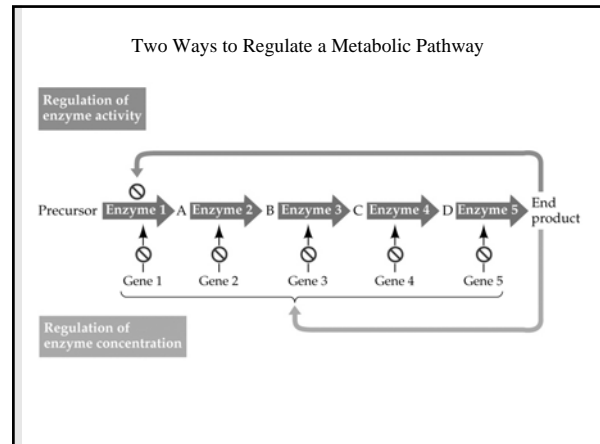 Two Ways to Regulate a Metabolic Pathway
Regulation of
enzyme activity
Precursor Enzyme 1 A Enzyme 2 B Enzyme 3 C Enzyme 4 D Enzyme 5 End
product
Gene 1 Gene 2 Gene 3 Gene 4 Gene 5
Regulation of
enzyme concentration